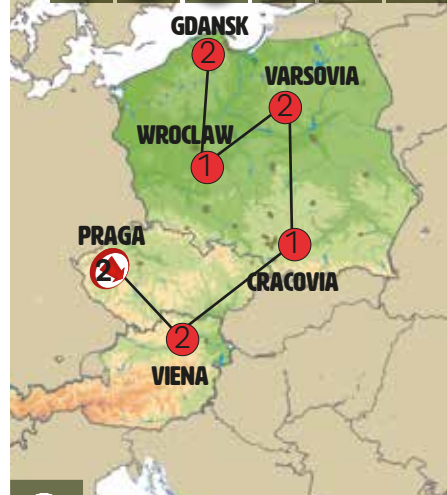 GDANSK
2
VARSOVIA
2
WROCLAW
1
PRAGA
2
1
CRACOVIA
2
VIENA